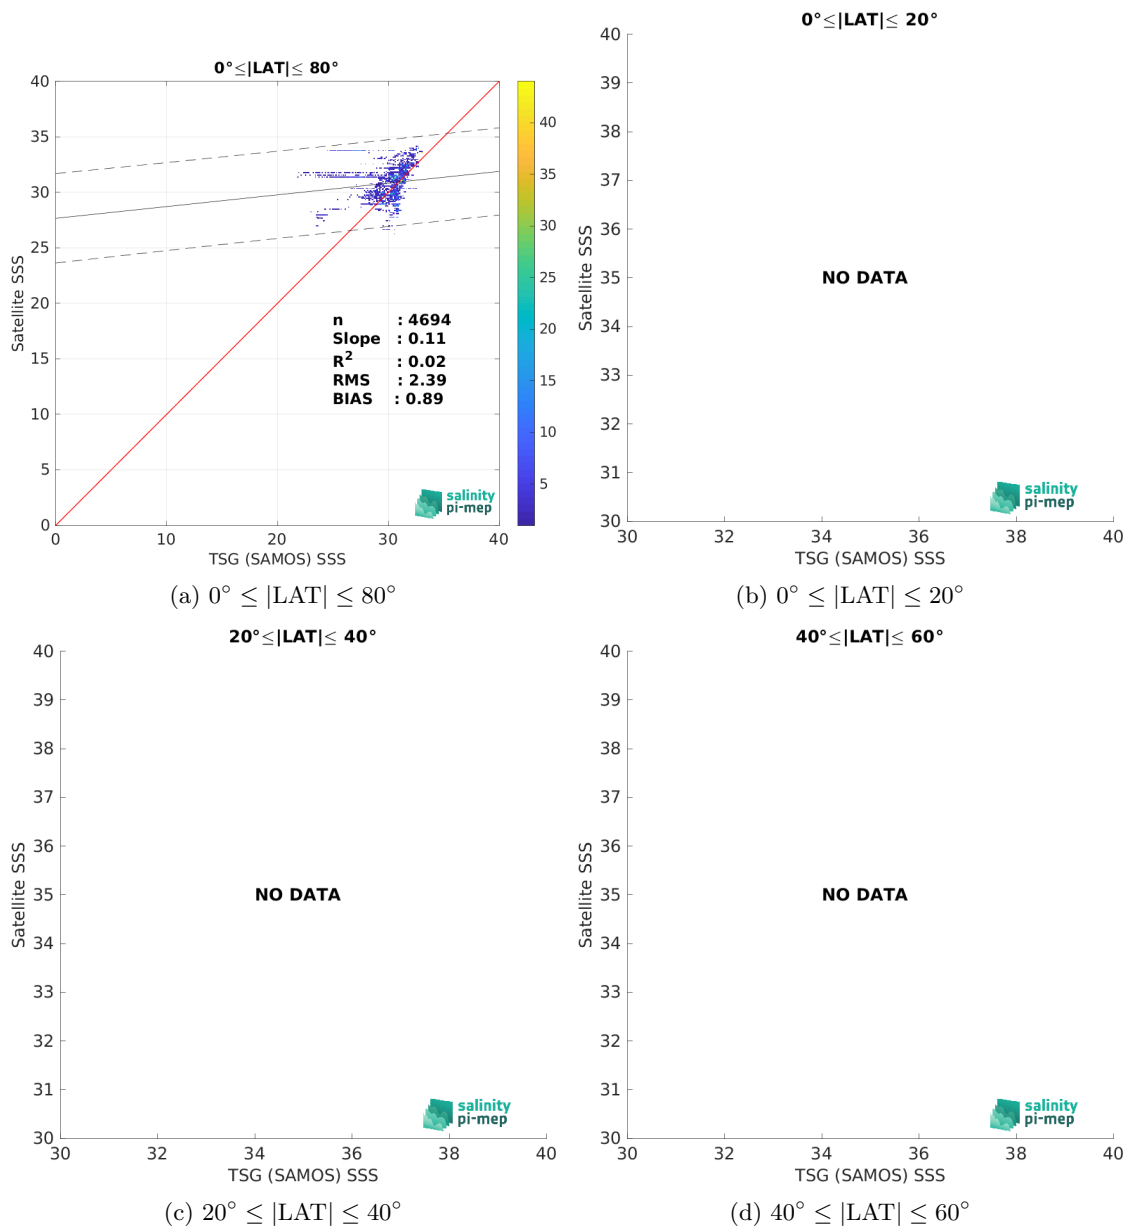 0°≤|LAT|≤ 80°
40
35
30
25
20
15
10
5
0
0
10
20
30
40
Satellite SSS
TSG (SAMOS) SSS
n : 4694
Slope : 0.11
R² : 0.02
RMS : 2.39
BIAS : 0.89
40
35
30
25
20
15
10
5
salinity
pi-mep
(a) 0° ≤ |LAT| ≤ 80°
0°≤|LAT|≤ 20°
40
39
38
37
36
35
34
33
32
31
30
30
32
34
36
38
40
Satellite SSS
TSG (SAMOS) SSS
NO DATA
salinity
pi-mep
(b) 0° ≤ |LAT| ≤ 20°
20°≤|LAT|≤ 40°
40
39
38
37
36
35
34
33
32
31
30
30
32
34
36
38
40
Satellite SSS
TSG (SAMOS) SSS
NO DATA
salinity
pi-mep
(c) 20° ≤ |LAT| ≤ 40°
40°≤|LAT|≤ 60°
40
39
38
37
36
35
34
33
32
31
30
30
32
34
36
38
40
Satellite SSS
TSG (SAMOS) SSS
NO DATA
salinity
pi-mep
(d) 40° ≤ |LAT| ≤ 60°